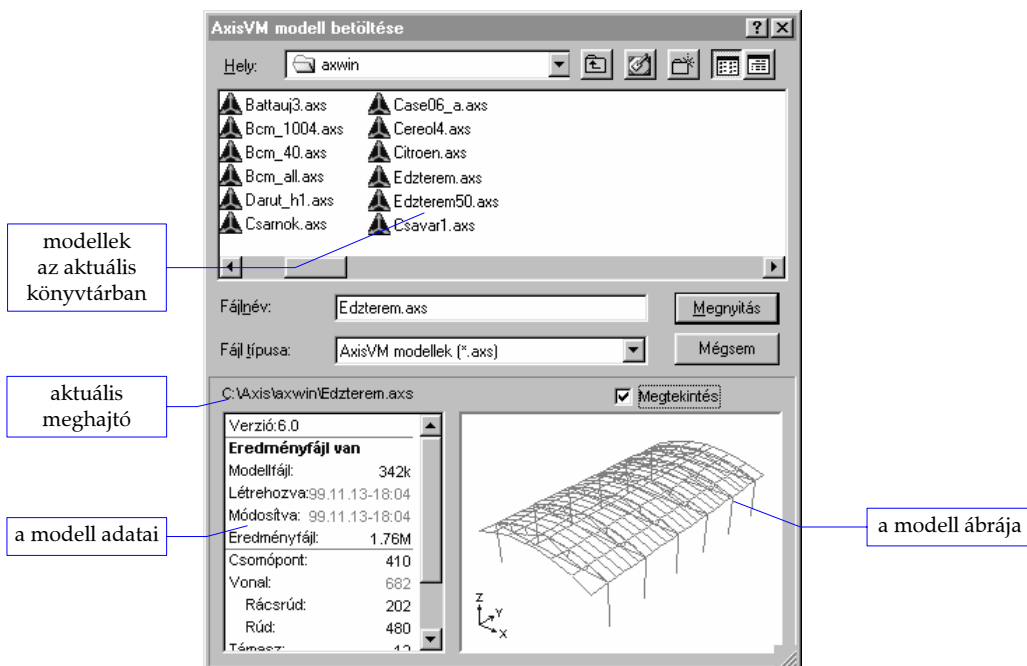 AxisVM modell betöltése
Hely: axwin
Battauj3.axs
Bcm_1004.axs
Bcm_40.axs
Bcm_all.axs
Darut_h1.axs
Csarnok.axs
Case06_a.axs
Cereol4.axs
Citroen.axs
Edzterem.axs
Edzterem50.axs
Csavar1.axs
modellek
az aktuális
könyvtárban
Fájlnév: Edzterem.axs Megnyitás
Fájl típusa: AxisVM modellek (*.axs) Mégsem
aktuális
meghajtó
C:\Axis\axwin\Edzterem.axs Megtekintés
Verzió:6.0
Eredményfájl van
Modellfájl: 342k
Létrehozva:99.11.13-18:04
Módosítva: 99.11.13-18:04
Eredményfájl: 1.76M
Csomópont: 410
Vonal: 682
Rácsrúd: 202
Rúd: 480
Támasz: 12
a modell adatai
Z
Y
X
a modell ábrája